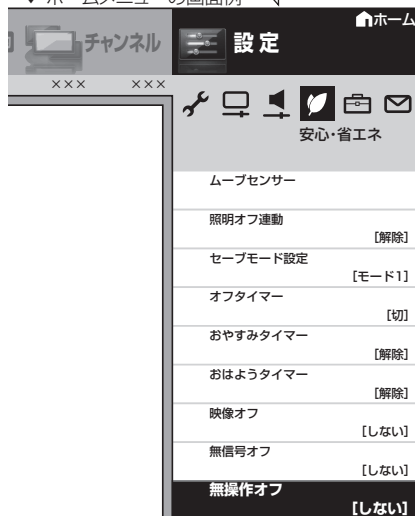 ホームメニューの画面例
チャンネル
設定
ホーム
××× ×××
安心・省エネ
ムーブセンサー
照明オフ連動
[解除]
セーブモード設定
[モード1]
オフタイマー
[切]
おやすみタイマー
[解除]
おはようタイマー
[解除]
映像オフ
[しない]
無信号オフ
[しない]
無操作オフ
[しない]